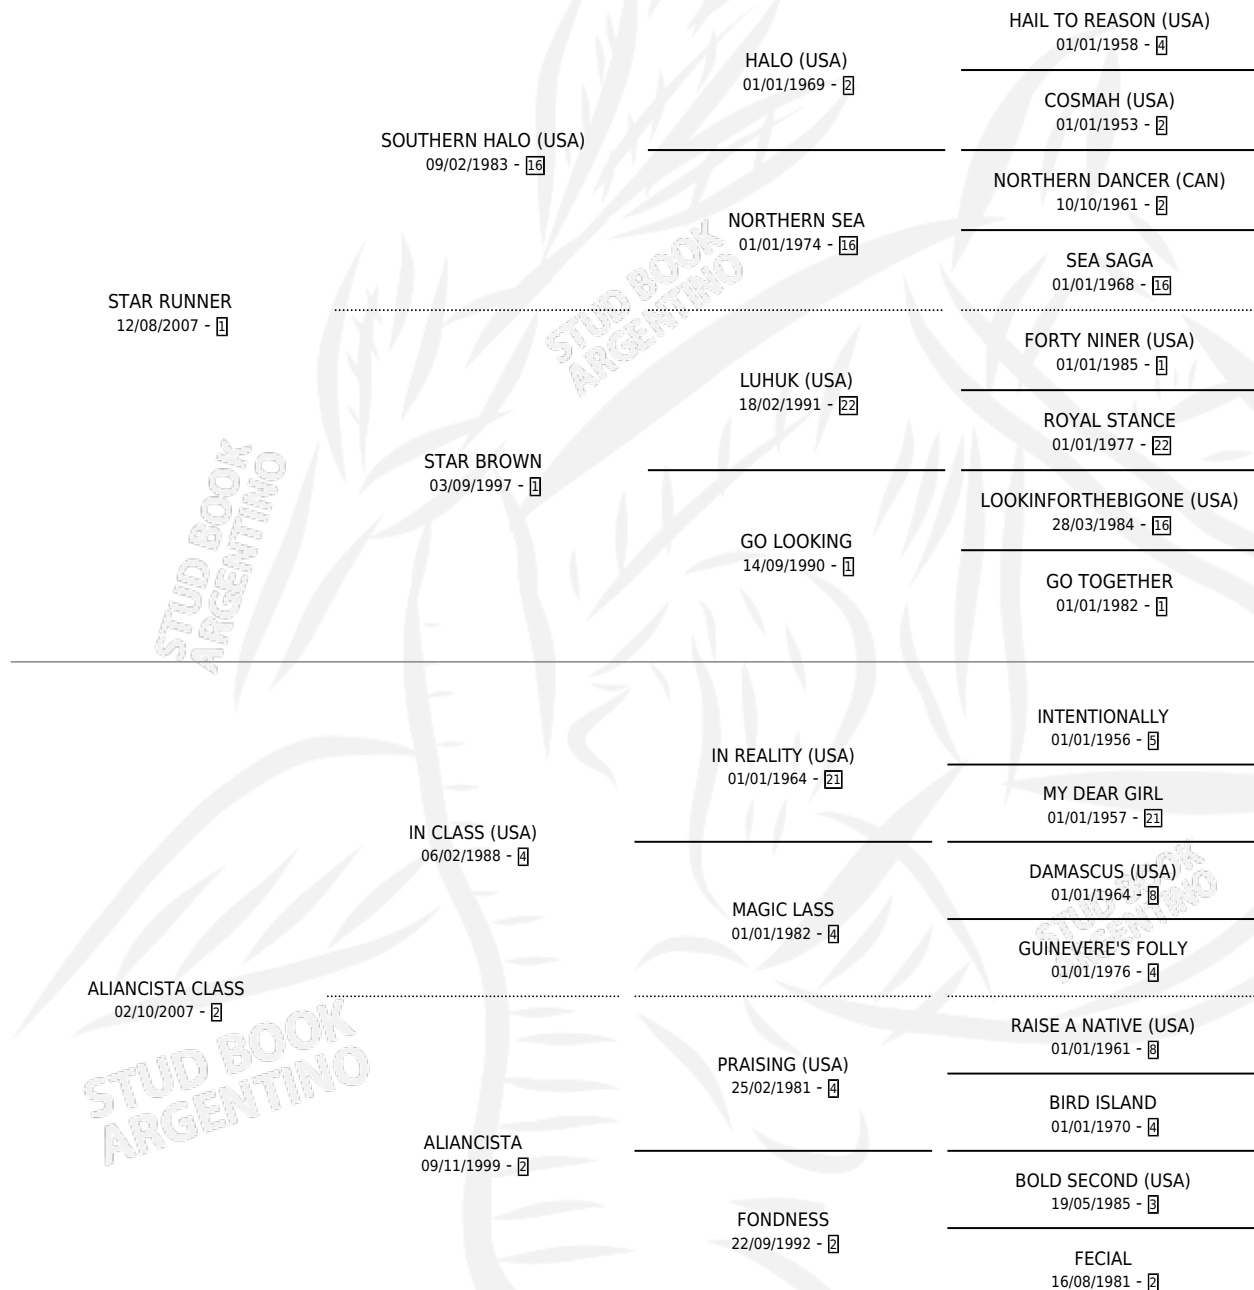 HAIL TO REASON (USA)
01/01/1958 - 4
HALO (USA)
01/01/1969 - 2
COSMAH (USA)
01/01/1953 - 2
SOUTHERN HALO (USA)
09/02/1983 - 16
NORTHERN DANCER (CAN)
10/10/1961 - 2
NORTHERN SEA
01/01/1974 - 16
SEA SAGA
01/01/1968 - 16
STAR RUNNER
12/08/2007 - 1
STUD BOOK
ARGENTINO
FORTY NINER (USA)
01/01/1985 - 1
LUHUK (USA)
18/02/1991 - 22
ROYAL STANCE
01/01/1977 - 22
STAR BROWN
03/09/1997 - 1
LOOKINFORTHEBIGONE (USA)
28/03/1984 - 16
GO LOOKING
14/09/1990 - 1
GO TOGETHER
01/01/1982 - 1
STUD BOOK
ARGENTINO
INTENTIONALLY
01/01/1956 - 5
IN REALITY (USA)
01/01/1964 - 21
MY DEAR GIRL
01/01/1957 - 21
IN CLASS (USA)
06/02/1988 - 4
DAMASCUS (USA)
01/01/1964 - 8
MAGIC LASS
01/01/1982 - 4
GUINEVERE'S FOLLY
01/01/1976 - 4
STUD BOOK
ARGENTINO
ALIANCISTA CLASS
02/10/2007 - 2
RAISE A NATIVE (USA)
01/01/1961 - 8
PRAISING (USA)
25/02/1981 - 4
BIRD ISLAND
01/01/1970 - 4
STUD BOOK
ARGENTINO
ALIANCISTA
09/11/1999 - 2
BOLD SECOND (USA)
19/05/1985 - 3
FONDNESS
22/09/1992 - 2
FECIAL
16/08/1981 - 2